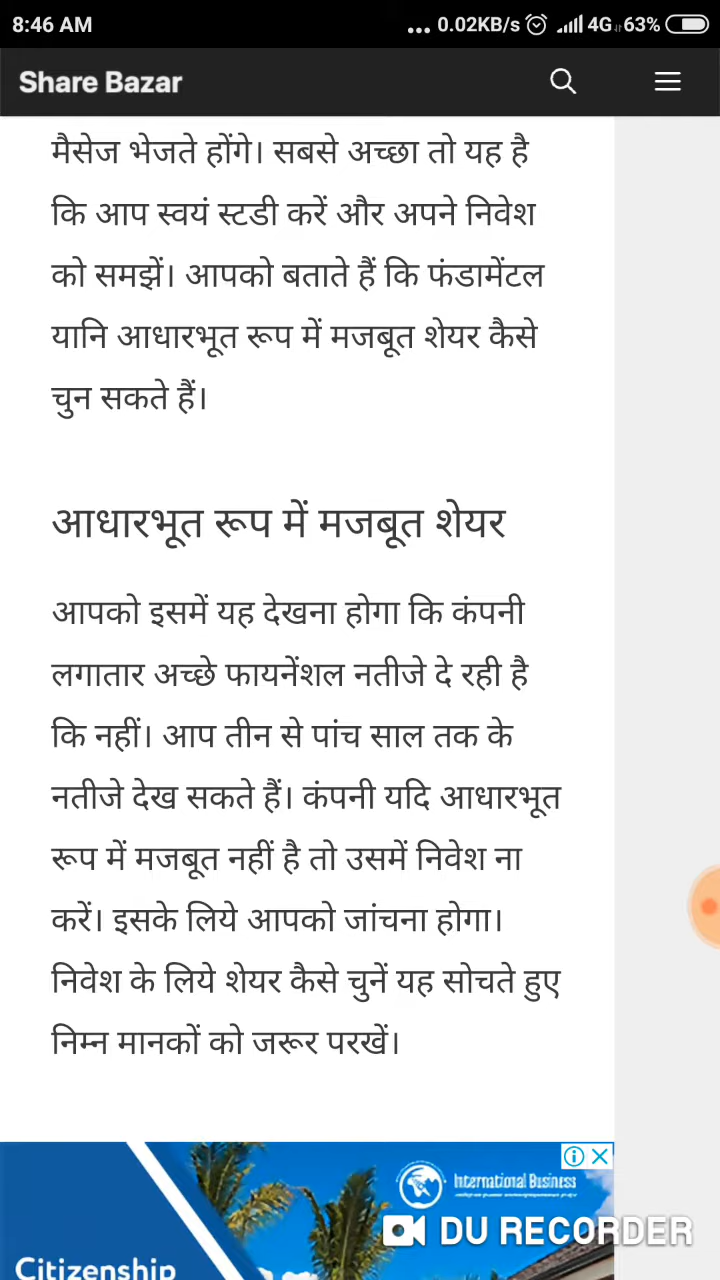 8:46 AM
... 0.02KB/s 4G 63%
Share Bazar
मैसेज भेजते होंगे। सबसे अच्छा तो यह है
कि आप स्वयं स्टडी करें और अपने निवेश
को समझें। आपको बताते हैं कि फंडामेंटल
यानि आधारभूत रूप में मजबूत शेयर कैसे
चुन सकते हैं।
आधारभूत रूप में मजबूत शेयर
आपको इसमें यह देखना होगा कि कंपनी
लगातार अच्छे फायनेंशल नतीजे दे रही है
कि नहीं। आप तीन से पांच साल तक के
नतीजे देख सकते हैं। कंपनी यदि आधारभूत
रूप में मजबूत नहीं है तो उसमें निवेश ना
करें। इसके लिये आपको जांचना होगा।
निवेश के लिये शेयर कैसे चुनें यह सोचते हुए
निम्न मानकों को जरूर परखें।
International Business
DU RECORDER
Citizenship